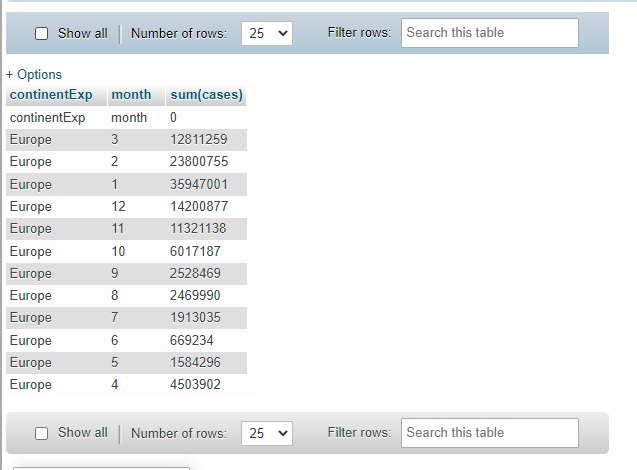 Show all Number of rows: 25 Filter rows: Search this table
+ Options
continentExp month sum(cases)
continentExp month 0
Europe 3 12811259
Europe 2 23800755
Europe 1 35947001
Europe 12 14200877
Europe 11 11321138
Europe 10 6017187
Europe 9 2528469
Europe 8 2469990
Europe 7 1913035
Europe 6 669234
Europe 5 1584296
Europe 4 4503902
Show all Number of rows: 25 Filter rows: Search this table